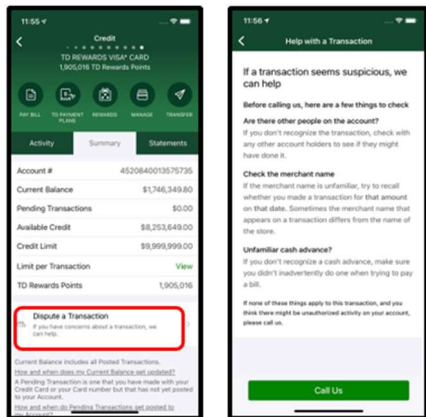 11:55
Credit
TD REWARDS VISA* CARD
1,905,016 TD Rewards Points
PAY BILL
TD PAYMENT PLANS
REWARDS
MANAGE
TRANSFER
Activity
Summary
Statements
Account # 4520840013575735
Current Balance $1,746,349.80
Pending Transactions $0.00
Available Credit $8,253,649.00
Credit Limit $9,999,999.00
Limit per Transaction View
TD Rewards Points 1,905,016
Dispute a Transaction
If you have concerns about a transaction, we
can help.
Current Balance includes all Posted Transactions.
How and when does my Current Balance get updated?
A Pending Transaction is one that you have made with your
Credit Card or your Card number but that has not yet posted
to your Account.
How and when do Pending Transactions get posted to
my Account?
11:56
Help with a Transaction
If a transaction seems suspicious, we
can help
Before calling us, here are a few things to check
Are there other people on the account?
If you don't recognize the transaction, check with
any other account holders to see if they might
have done it.
Check the merchant name
If the merchant name is unfamiliar, try to recall
whether you made a transaction for that amount
on that date. Sometimes the merchant name that
appears on a transaction differs from the name of
the store.
Unfamiliar cash advance?
If you don't recognize a cash advance, make sure
you didn't inadvertently do one when trying to pay
a bill.
If none of these things apply to this transaction, and you
think there might be unauthorized activity on your account,
please call us.
Call Us